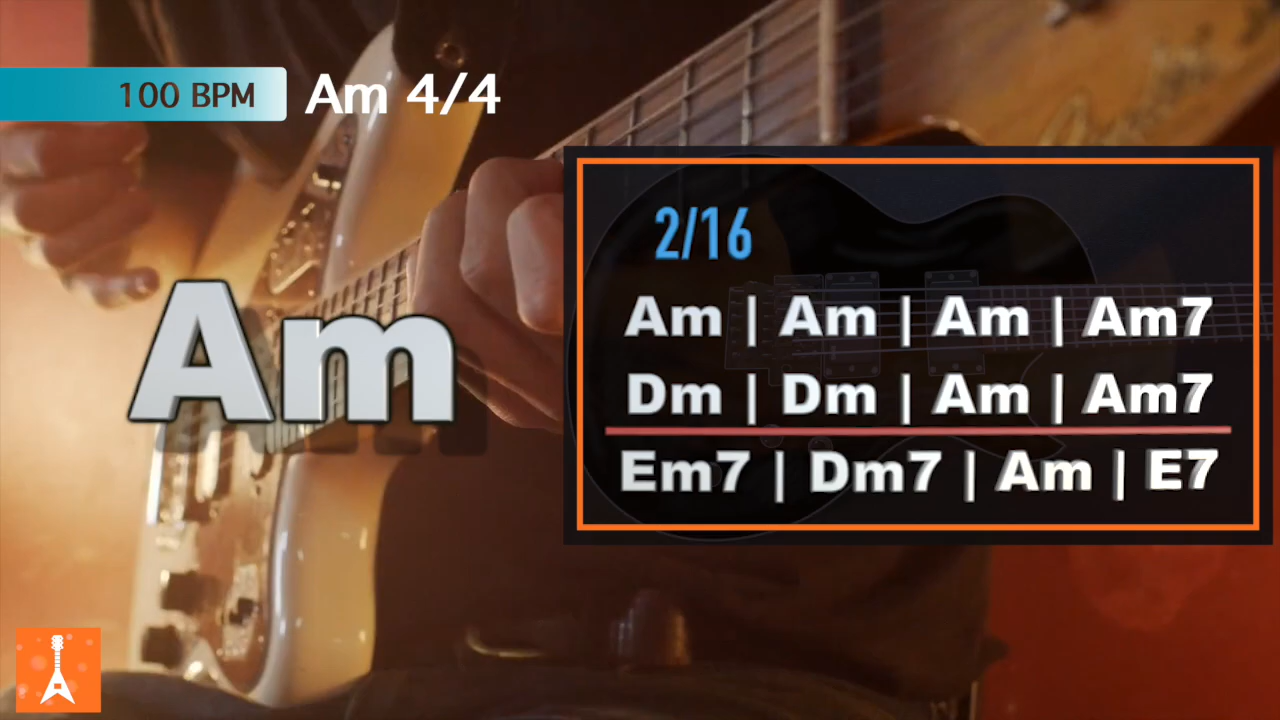 100 BPM Am 4/4
2/16
Am | Am | Am | Am7
Dm | Dm | Am | Am7
Em7 | Dm7 | Am | E7
Am